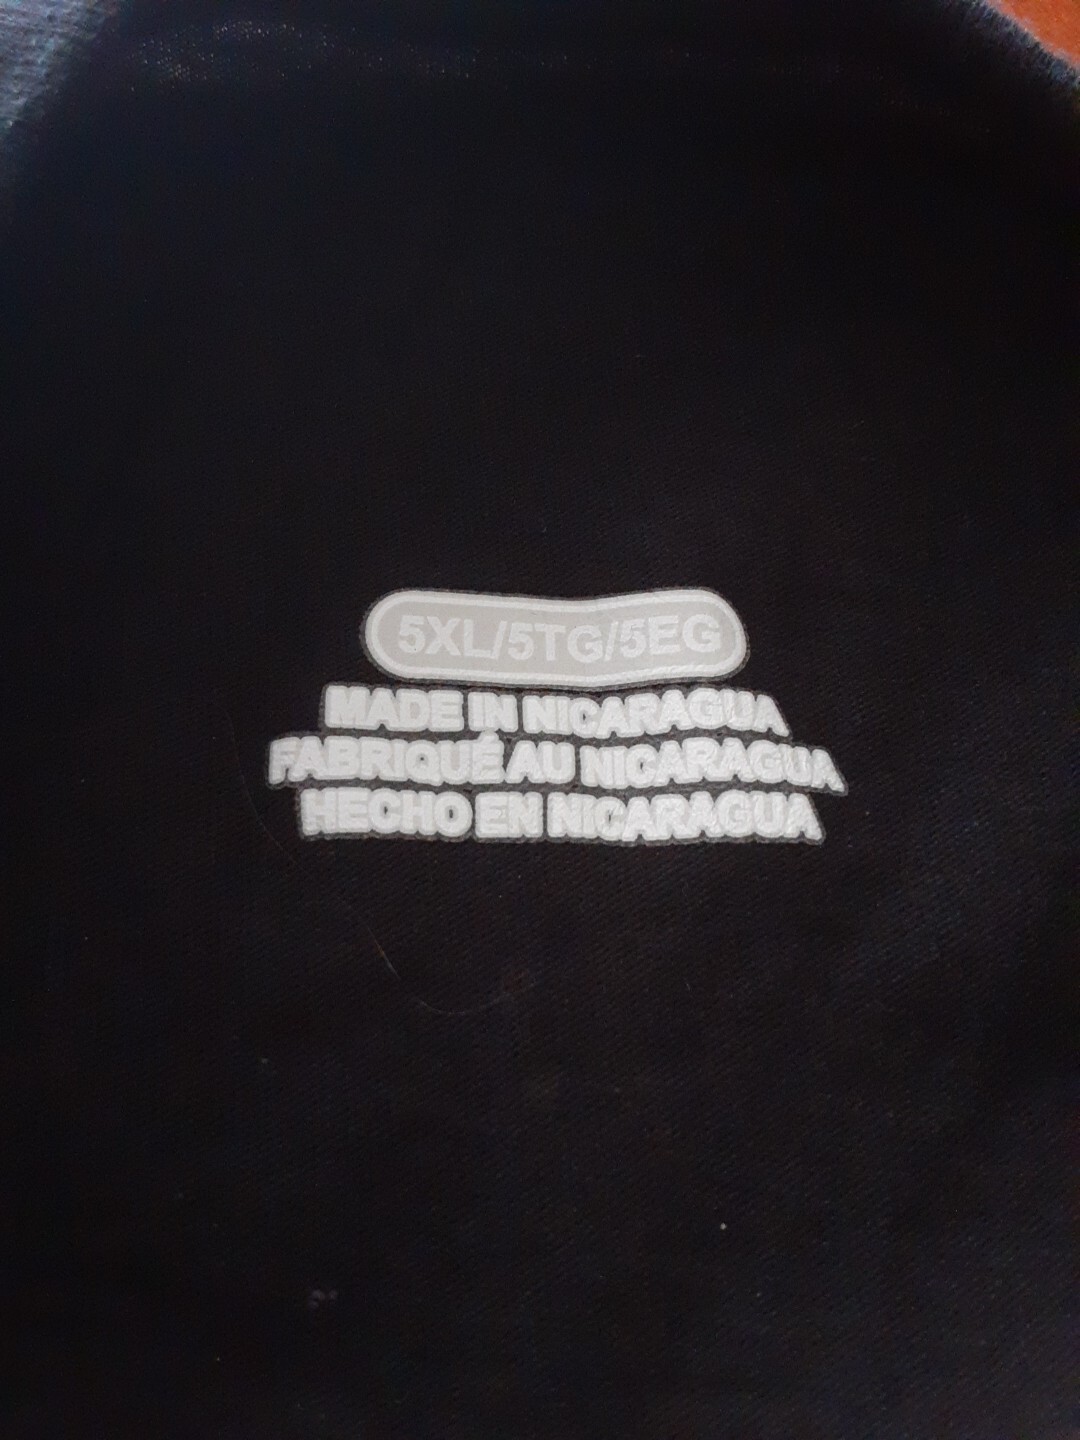 5XL/5TG/5EG
MADE IN NICARAGUA
FABRIQUÉ AU NICARAGUA
HECHO EN NICARAGUA